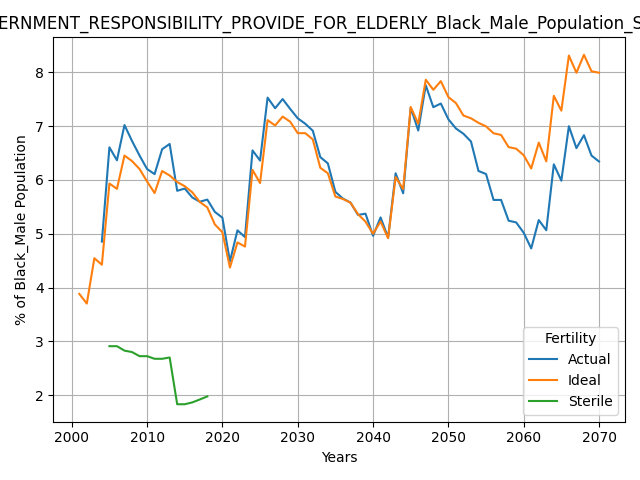 ERNMENT_RESPONSIBILITY_PROVIDE_FOR_ELDERLY_Black_Male_Population_S
% of Black_Male Population
8
7
6
5
4
3
2
2000 2010 2020 2030 2040 2050 2060 2070
Years
Fertility
Actual
Ideal
Sterile